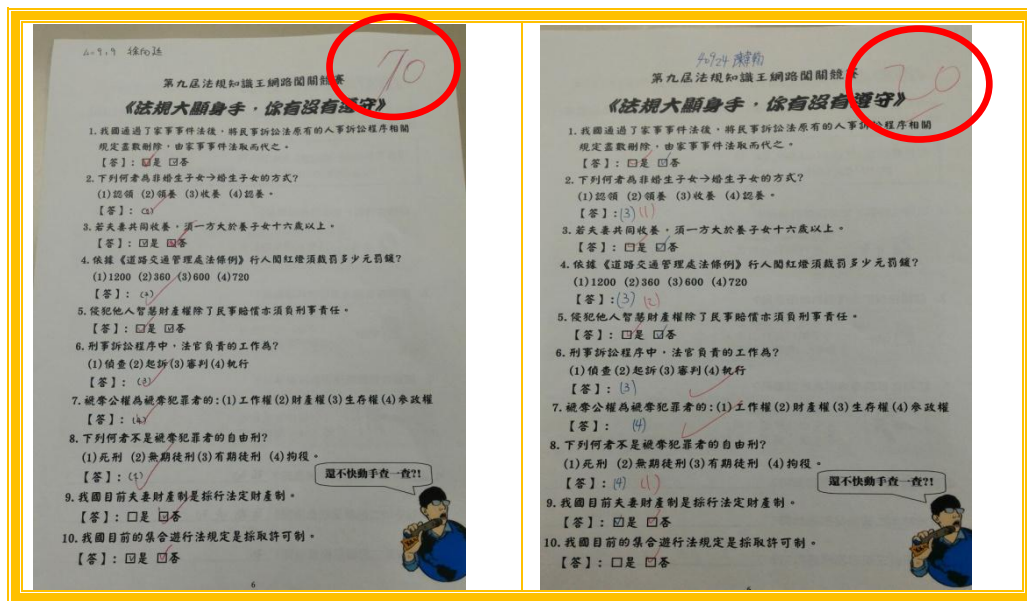 70
第九屆法規知識王網路闖關競賽
《法規大顯身手，你有沒有遵守》
1.我國通過了家事事件法後，將民事訴訟法原有的人事訴訟程序相關
規定盡數刪除，由家事事件法取而代之。
【答】：□是 ☑否
2.下列何者為非婚生子女→婚生子女的方式?
(1)認領 (2)領養 (3)收養 (4)認養。
【答】：
3.若夫妻共同收養，須一方大於養子女十六歲以上。
【答】：☑是 □否
4.依據《道路交通管理處法條例》行人闖紅燈須裁罰多少元罰鍰?
(1)1200 (2)360 (3)600 (4)720
【答】：
5.侵犯他人智慧財產權除了民事賠償亦須負刑事責任。
【答】：□是 ☑否
6.刑事訴訟程序中，法官負責的工作為?
(1)偵查(2)起訴(3)審判(4)執行
【答】：(3)
7.褫奪公權為褫奪犯罪者的:(1)工作權(2)財產權(3)生存權(4)參政權
【答】：(4)
8.下列何者不是褫奪犯罪者的自由刑?
(1)死刑 (2)無期徒刑(3)有期徒刑 (4)拘役。
【答】：
還不快動手查一查?!
9.我國目前夫妻財產制是採行法定財產制。
【答】：□是 ☑否
10.我國目前的集合遊行法規定是採取許可制。
【答】：☑是 □否
6
40924
20
第九屆法規知識王網路闖關競賽
《法規大顯身手，你有沒有遵守》
1.我國通過了家事事件法後，將民事訴訟法原有的人事訴訟程序相關
規定盡數刪除，由家事事件法取而代之。
【答】：□是 ☑否
2.下列何者為非婚生子女→婚生子女的方式?
(1)認領 (2)領養 (3)收養 (4)認養。
【答】：(3) (1)
3.若夫妻共同收養，須一方大於養子女十六歲以上。
【答】：□是 ☑否
4.依據《道路交通管理處法條例》行人闖紅燈須裁罰多少元罰鍰?
(1)1200 (2)360 (3)600 (4)720
【答】：(3) (2)
5.侵犯他人智慧財產權除了民事賠償亦須負刑事責任。
【答】：□是 ☑否
6.刑事訴訟程序中，法官負責的工作為?
(1)偵查(2)起訴(3)審判(4)執行
【答】：(3)
7.褫奪公權為褫奪犯罪者的:(1)工作權(2)財產權(3)生存權(4)參政權
【答】：(4)
8.下列何者不是褫奪犯罪者的自由刑?
(1)死刑 (2)無期徒刑(3)有期徒刑 (4)拘役。
【答】：(4) (1)
還不快動手查一查?!
9.我國目前夫妻財產制是採行法定財產制。
【答】：☑是 □否
10.我國目前的集合遊行法規定是採取許可制。
【答】：□是 ☑否